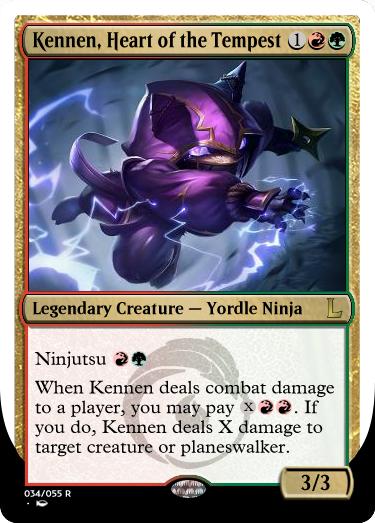 Kennen, Heart of the Tempest 1
Legendary Creature — Yordle Ninja L
Ninjutsu
When Kennen deals combat damage
to a player, you may pay X. If
you do, Kennen deals X damage to
target creature or planeswalker.
3/3
034/055 R